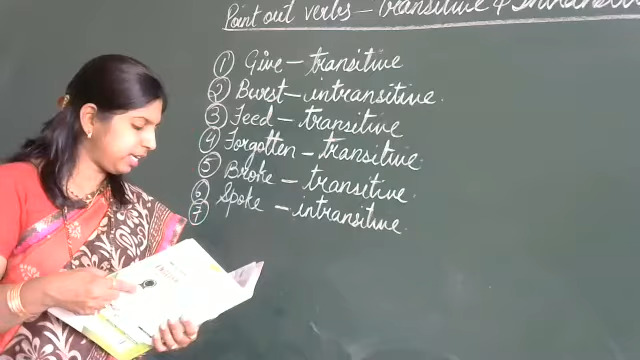 Point out verbs - transitive & intransitive
① Give - transitive
② Burst - intransitive.
③ Feed - transitive
④ Forgotten - transitive.
⑤ Broke - transitive.
⑥ Spoke - intransitive.
⑦